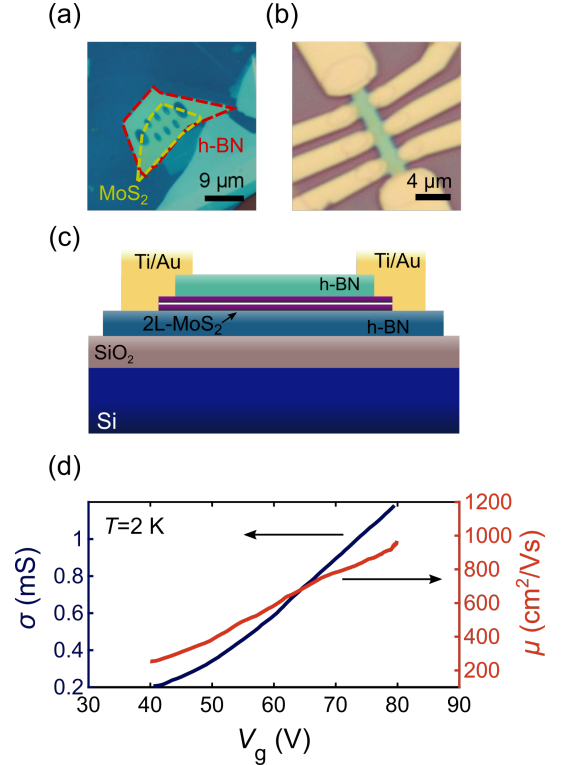 (a)
(b)
h-BN
MoS₂
9 µm
4 µm
(c)
Ti/Au
Ti/Au
h-BN
2L-MoS₂
h-BN
SiO₂
Si
(d)
T=2 K
σ (mS)
1
0.8
0.6
0.4
0.2
1200
1000
800
600
400
200
µ (cm²/Vs)
30 40 50 60 70 80 90
Vg (V)